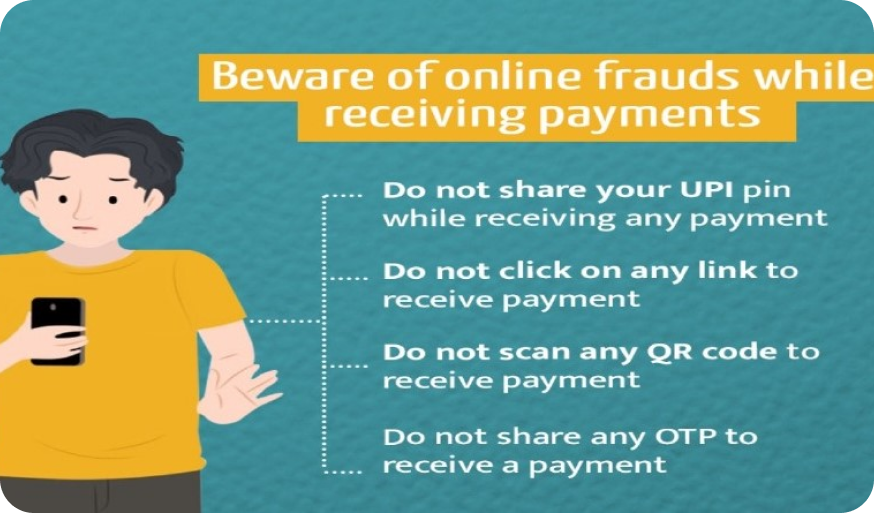 Beware of online frauds while
receiving payments
Do not share your UPI pin
while receiving any payment
Do not click on any link to
receive payment
Do not scan any QR code to
receive payment
Do not share any OTP to
receive a payment